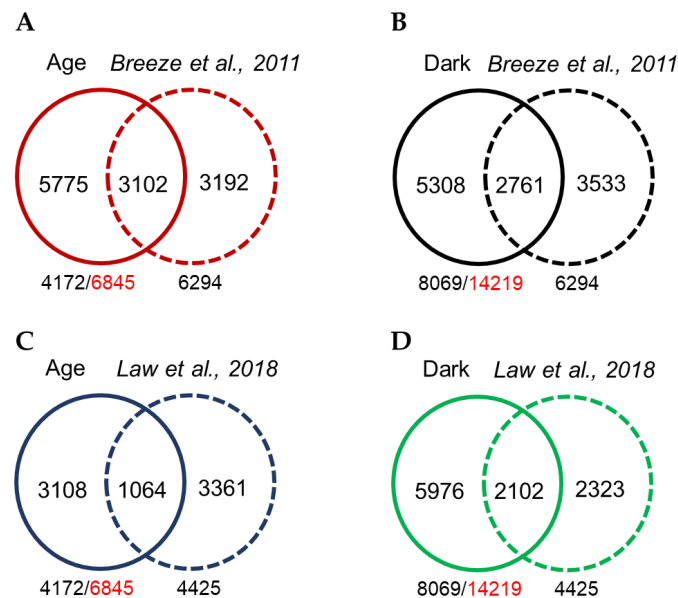 A
Age Breeze et al., 2011
5775 3102 3192
4172/6845 6294
B
Dark Breeze et al., 2011
5308 2761 3533
8069/14219 6294
C
Age Law et al., 2018
3108 1064 3361
4172/6845 4425
D
Dark Law et al., 2018
5976 2102 2323
8069/14219 4425